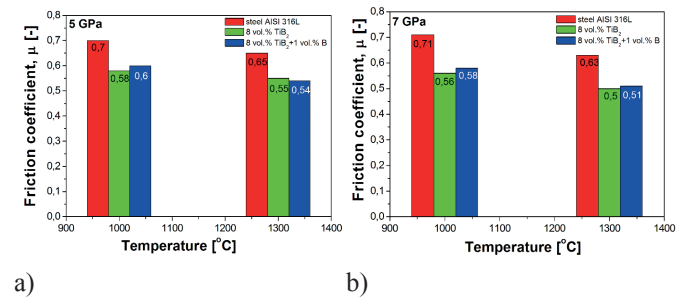 5 GPa
steel AISI 316L
8 vol.% TiB2
8 vol.% TiB2+1 vol.% B
Friction coefficient, μ [-]
0,8
0,7
0,6
0,5
0,4
0,3
0,2
0,1
0,0
0,7
0,58
0,6
0,65
0,55
0,54
900 1000 1100 1200 1300 1400
Temperature [°C]
a)
7 GPa
steel AISI 316L
8 vol.% TiB2
8 vol.% TiB2+1 vol.% B
Friction coefficient, μ [-]
0,8
0,7
0,6
0,5
0,4
0,3
0,2
0,1
0,0
0,71
0,56
0,58
0,63
0,5
0,51
900 1000 1100 1200 1300 1400
Temperature [°C]
b)